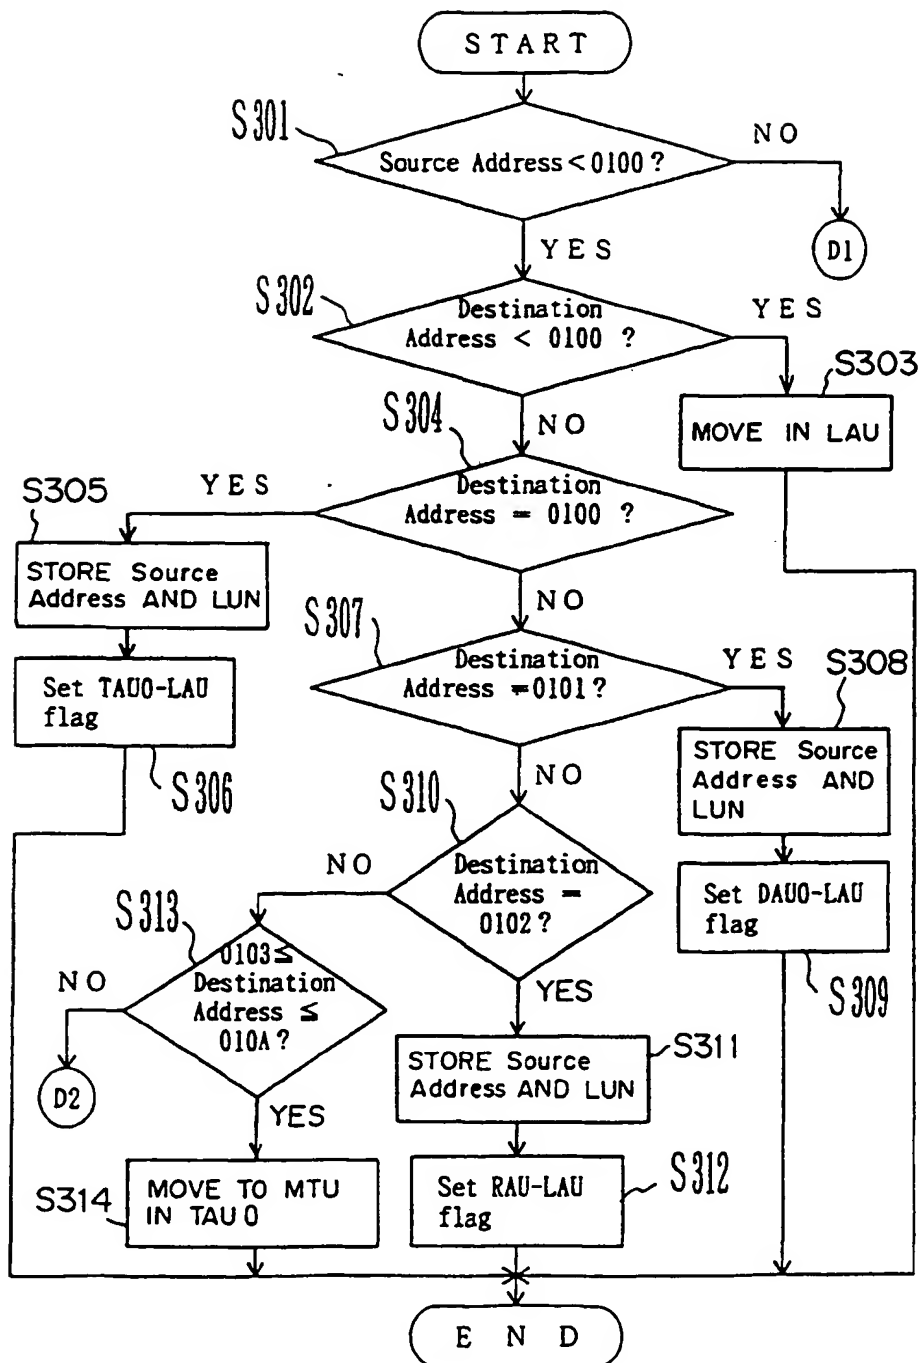 START
S301
NO
Source Address < 0100 ?
D1
YES
S302
Destination
Address < 0100 ?
YES
S303
MOVE IN LAU
S304
NO
S305
YES
Destination
Address = 0100 ?
STORE Source
Address AND LUN
S307
NO
Destination
Address =0101?
YES
S308
Set TAU0-LAU
flag
S306
STORE Source
Address AND
LUN
NO
S310
NO
Destination
Address =
0102?
Set DAU0-LAU
flag
S309
S313
0103≤
Destination
Address ≤
010A?
NO
D2
YES
YES
S311
STORE Source
Address AND LUN
S314
MOVE TO MTU
IN TAU 0
Set RAU-LAU
flag
S312
END